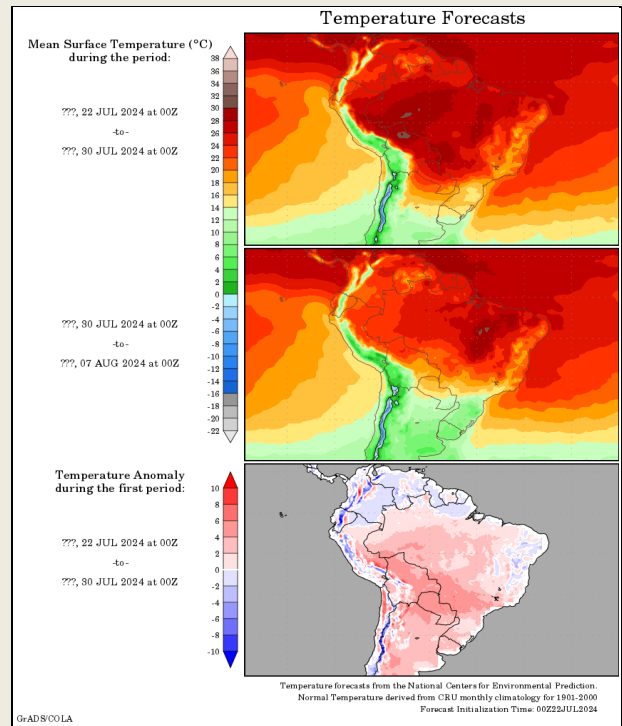 Temperature Forecasts
Mean Surface Temperature (°C)
during the period:
???, 22 JUL 2024 at 00Z
-to-
???, 30 JUL 2024 at 00Z
38
36
34
32
30
28
26
24
22
20
18
16
14
12
10
8
6
4
2
0
-2
-4
-6
-8
-10
-12
-14
-16
-18
-20
-22
???, 30 JUL 2024 at 00Z
-to-
???, 07 AUG 2024 at 00Z
Temperature Anomaly
during the first period:
???, 22 JUL 2024 at 00Z
-to-
???, 30 JUL 2024 at 00Z
10
8
6
4
2
0
-2
-4
-6
-8
-10
Temperature forecasts from the National Centers for Environmental Prediction.
Normal Temperature derived from CRU monthly climatology for 1901-2000
Forecast Initialization Time: 00Z22JUL2024
GrADS/COLA